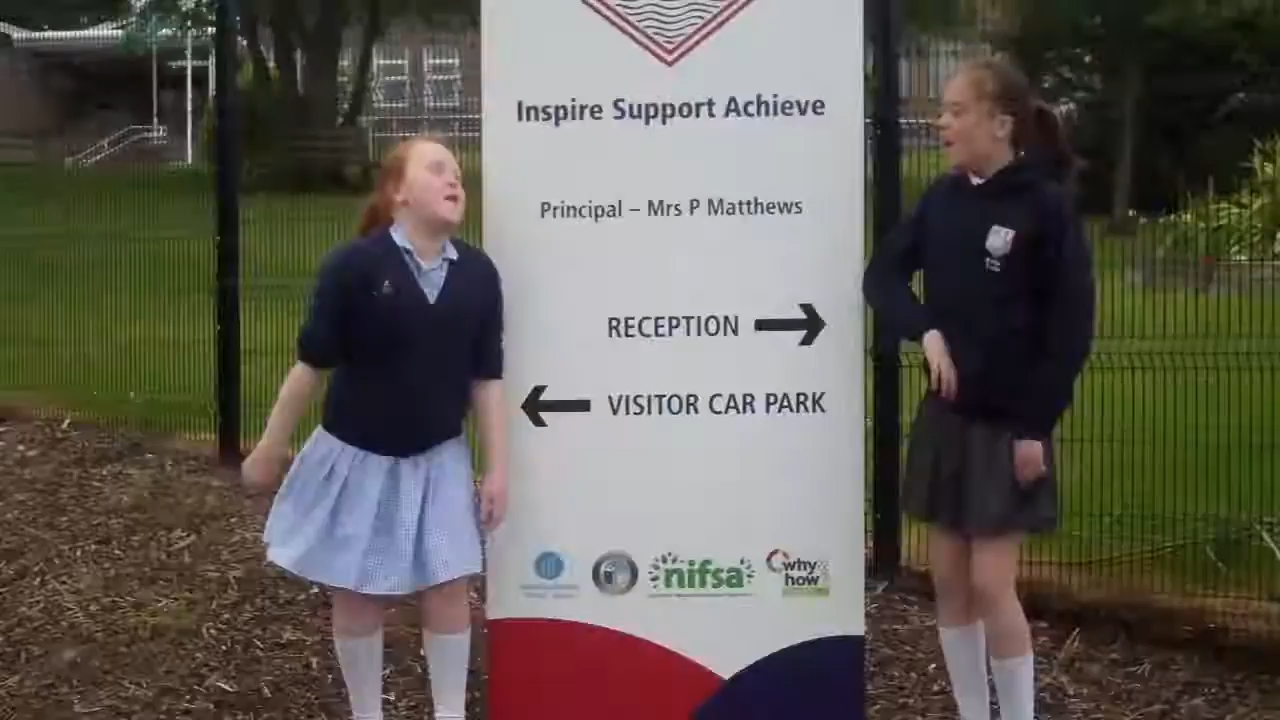 Inspire Support Achieve
Principal – Mrs P Matthews
RECEPTION
VISITOR CAR PARK
nifsa
why
how